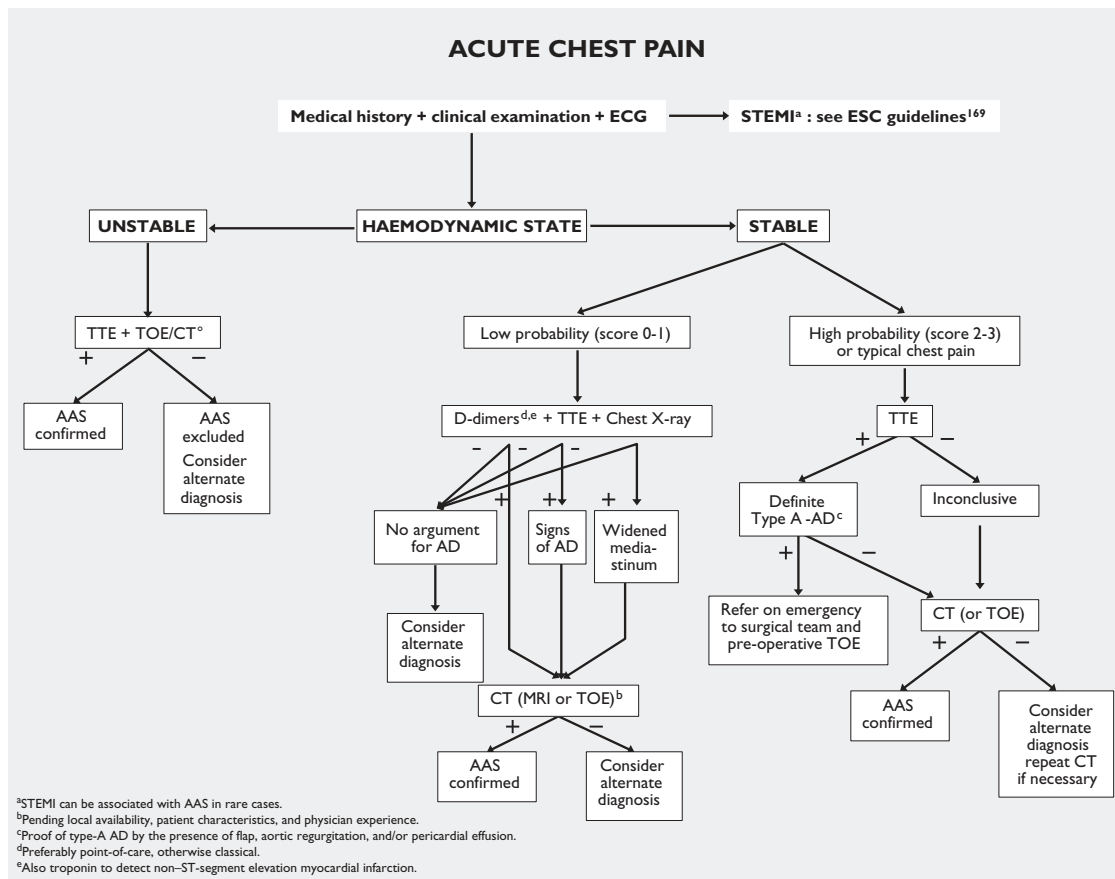 ACUTE CHEST PAIN
Medical history + clinical examination + ECG
STEMIᵃ : see ESC guidelines¹⁶⁹
UNSTABLE
HAEMODYNAMIC STATE
STABLE
TTE + TOE/CT°
Low probability (score 0-1)
High probability (score 2-3)
or typical chest pain
+
–
AAS
confirmed
AAS
excluded
Consider
alternate
diagnosis
D-dimersᵈ,ᵉ + TTE + Chest X-ray
TTE
-
-
-
+
+
+
No argument
for AD
Signs
of AD
Widened
media-
stinum
Consider
alternate
diagnosis
CT (MRI or TOE)ᵇ
+
–
AAS
confirmed
Consider
alternate
diagnosis
+
–
Definite
Type A -ADᶜ
Inconclusive
+
–
Refer on emergency
to surgical team and
pre-operative TOE
CT (or TOE)
+
–
AAS
confirmed
Consider
alternate
diagnosis
repeat CT
if necessary
ᵃSTEMI can be associated with AAS in rare cases.
ᵇPending local availability, patient characteristics, and physician experience.
ᶜProof of type-A AD by the presence of flap, aortic regurgitation, and/or pericardial effusion.
ᵈPreferably point-of-care, otherwise classical.
ᵉAlso troponin to detect non–ST-segment elevation myocardial infarction.